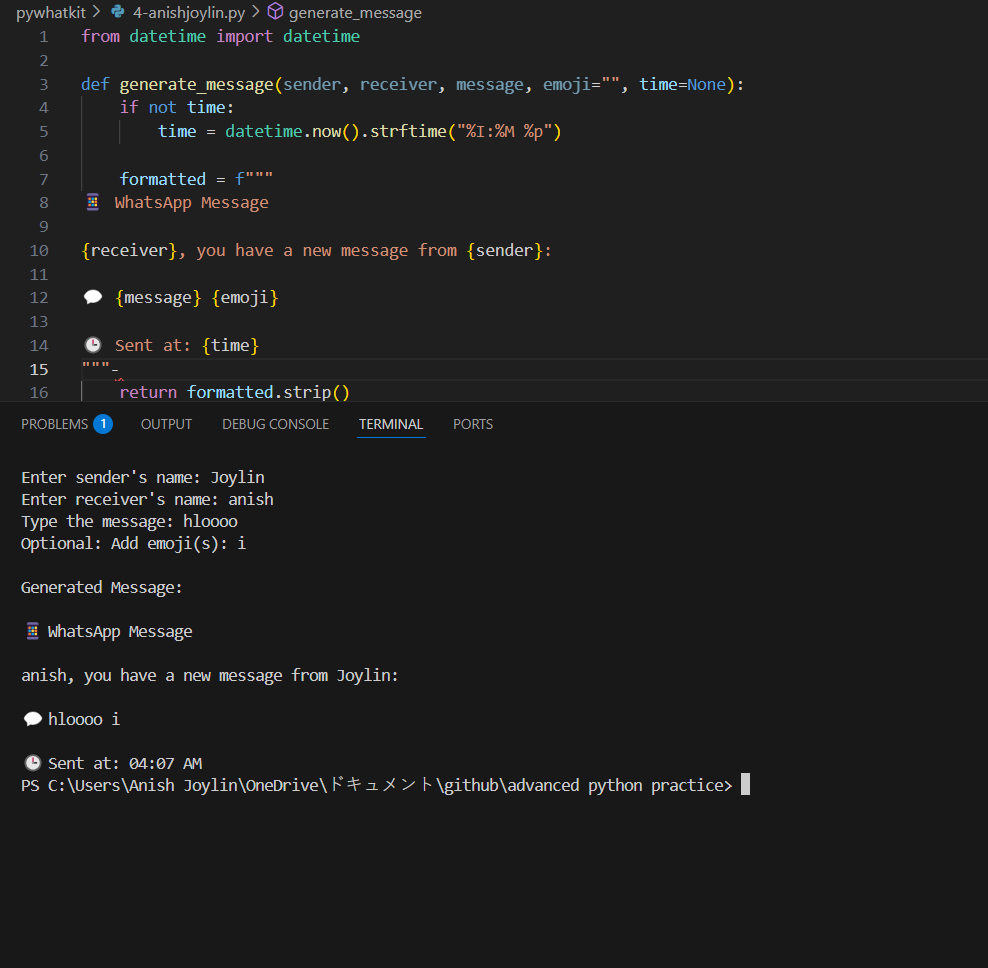 pywhatkit > 4-anishjoylin.py > generate_message
1 from datetime import datetime
2
3 def generate_message(sender, receiver, message, emoji="", time=None):
4     if not time:
5         time = datetime.now().strftime("%I:%M %p")
6
7     formatted = f"""
8 📱 WhatsApp Message
9
10 {receiver}, you have a new message from {sender}:
11
12 💬 {message} {emoji}
13
14 🕒 Sent at: {time}
15 """-
16     return formatted.strip()
PROBLEMS 1 OUTPUT DEBUG CONSOLE TERMINAL PORTS
Enter sender's name: Joylin
Enter receiver's name: anish
Type the message: hloooo
Optional: Add emoji(s): i
Generated Message:
📱 WhatsApp Message
anish, you have a new message from Joylin:
💬 hloooo i
🕒 Sent at: 04:07 AM
PS C:\Users\Anish Joylin\OneDrive\ドキュメント\github\advanced python practice>